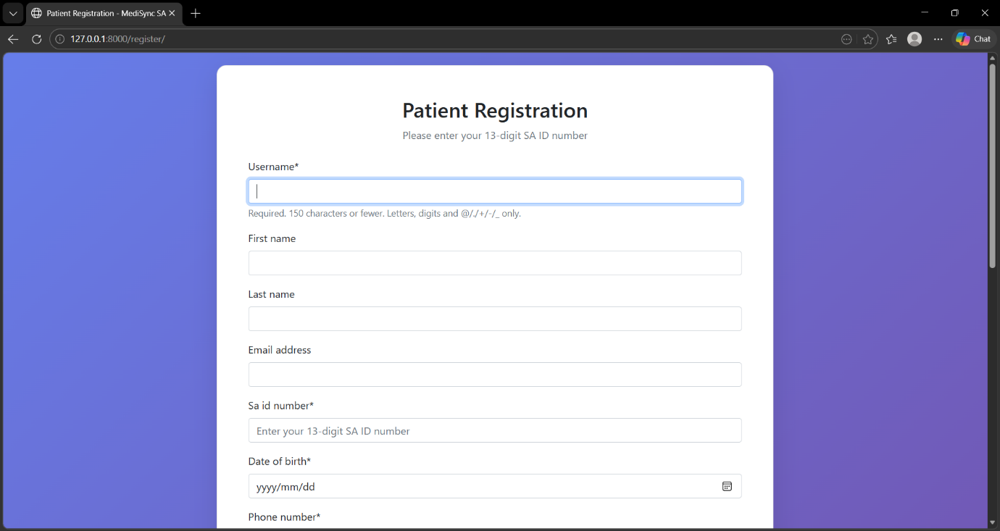 Patient Registration - MediSync SA
127.0.0.1:8000/register/
Chat
Patient Registration
Please enter your 13-digit SA ID number
Username*
Required. 150 characters or fewer. Letters, digits and @/./+/-/_ only.
First name
Last name
Email address
Sa id number*
Enter your 13-digit SA ID number
Date of birth*
yyyy/mm/dd
Phone number*